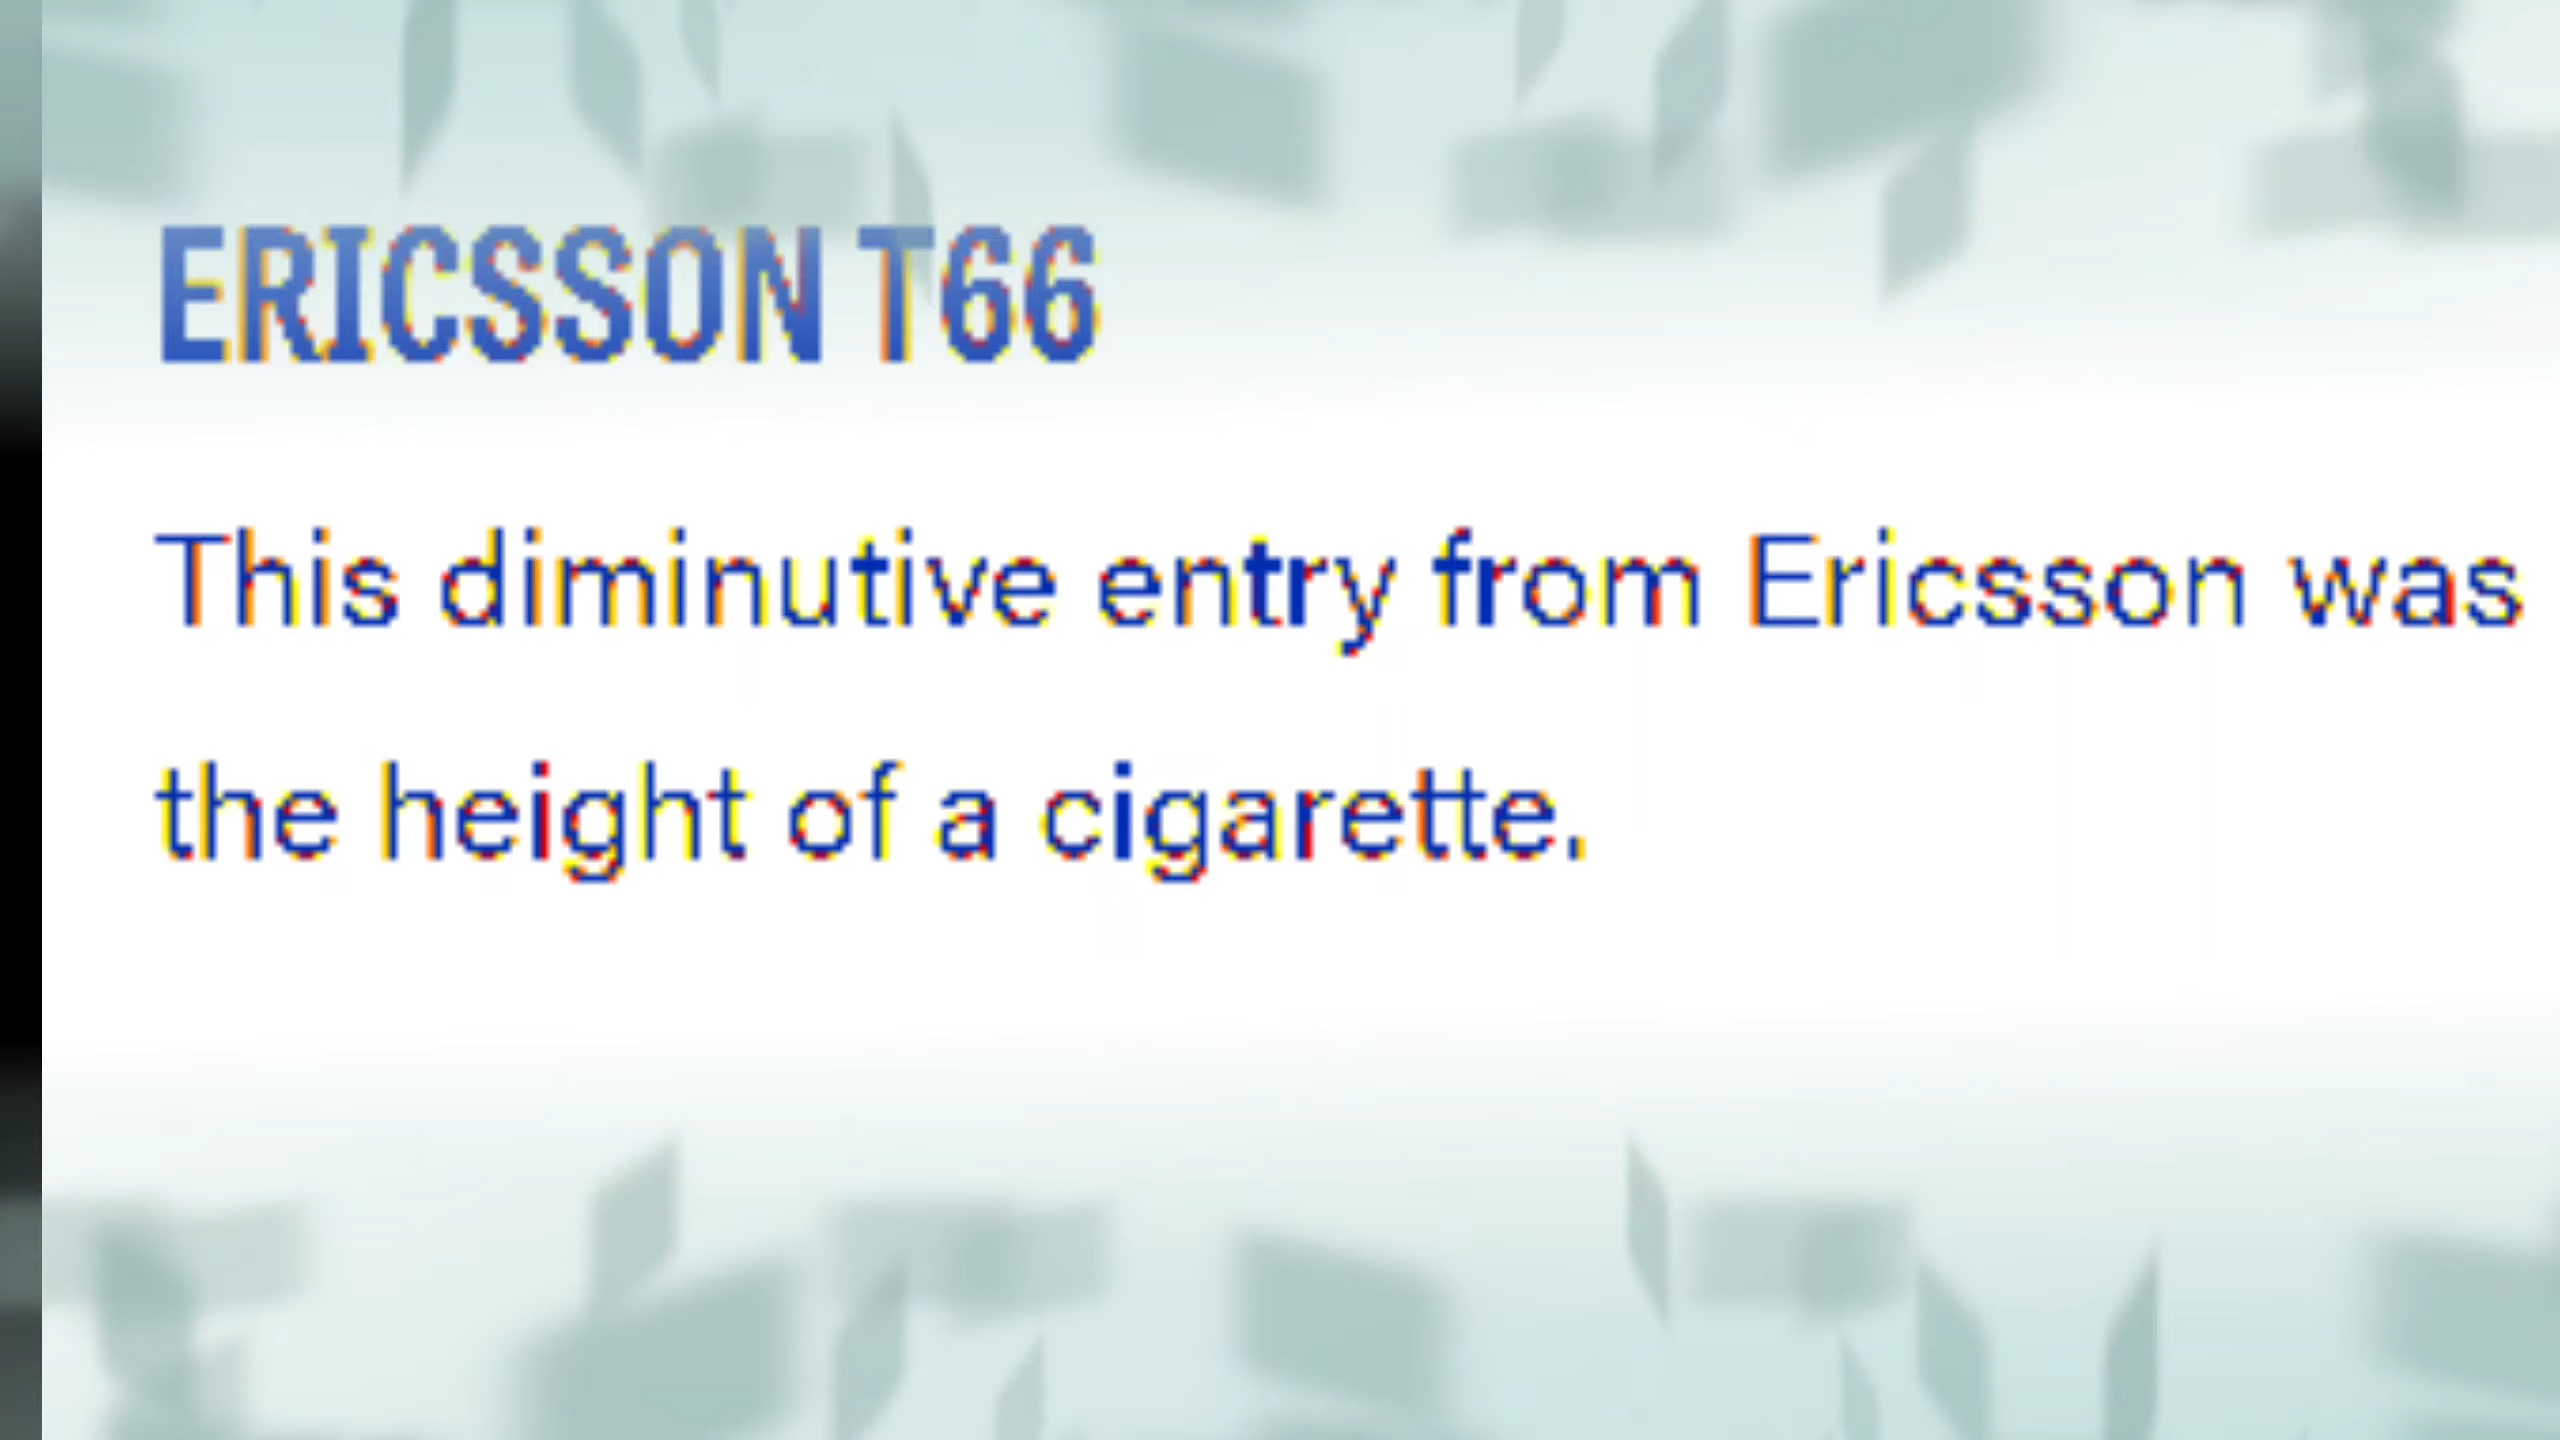 ERICSSON T66
This diminutive entry from Ericsson was
the height of a cigarette.